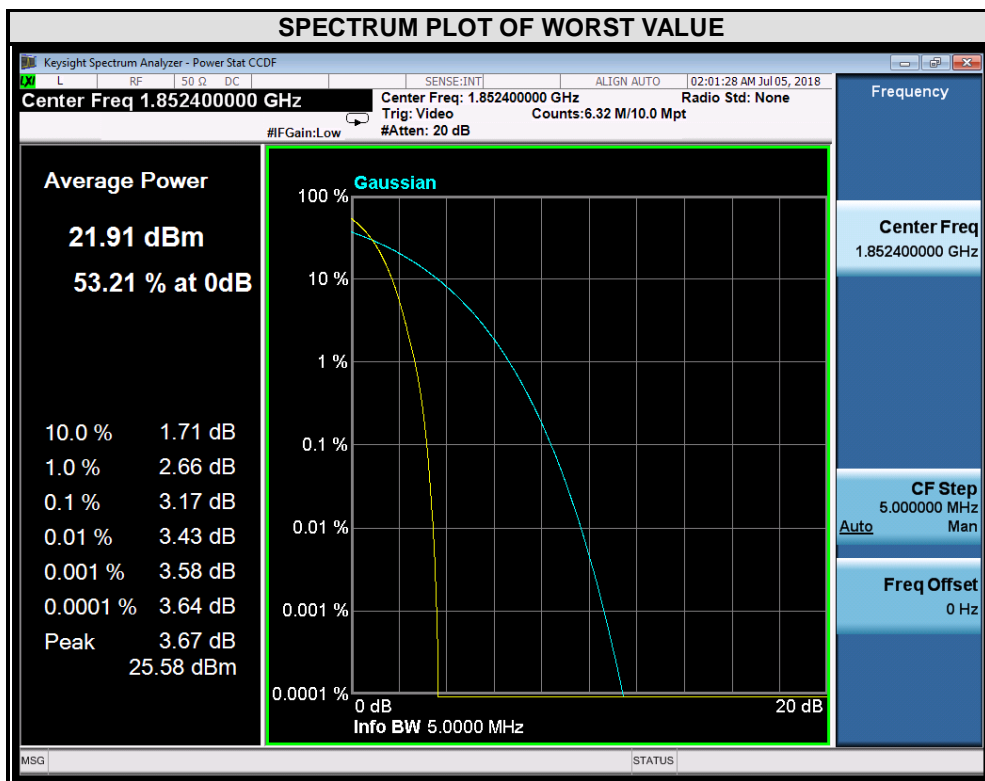 SPECTRUM PLOT OF WORST VALUE
Keysight Spectrum Analyzer - Power Stat CCDF
LXI L RF 50 Ω DC SENSE:INT ALIGN AUTO 02:01:28 AM Jul 05, 2018
Center Freq 1.852400000 GHz
Center Freq: 1.852400000 GHz Radio Std: None
Trig: Video Counts:6.32 M/10.0 Mpt
#IFGain:Low #Atten: 20 dB
Frequency
Average Power
21.91 dBm
53.21 % at 0dB
10.0 % 1.71 dB
1.0 % 2.66 dB
0.1 % 3.17 dB
0.01 % 3.43 dB
0.001 % 3.58 dB
0.0001 % 3.64 dB
Peak 3.67 dB
25.58 dBm
Gaussian
100 %
10 %
1 %
0.1 %
0.01 %
0.001 %
0.0001 %
0 dB 20 dB
Info BW 5.0000 MHz
Center Freq
1.852400000 GHz
CF Step
5.000000 MHz
Auto Man
Freq Offset
0 Hz
MSG STATUS